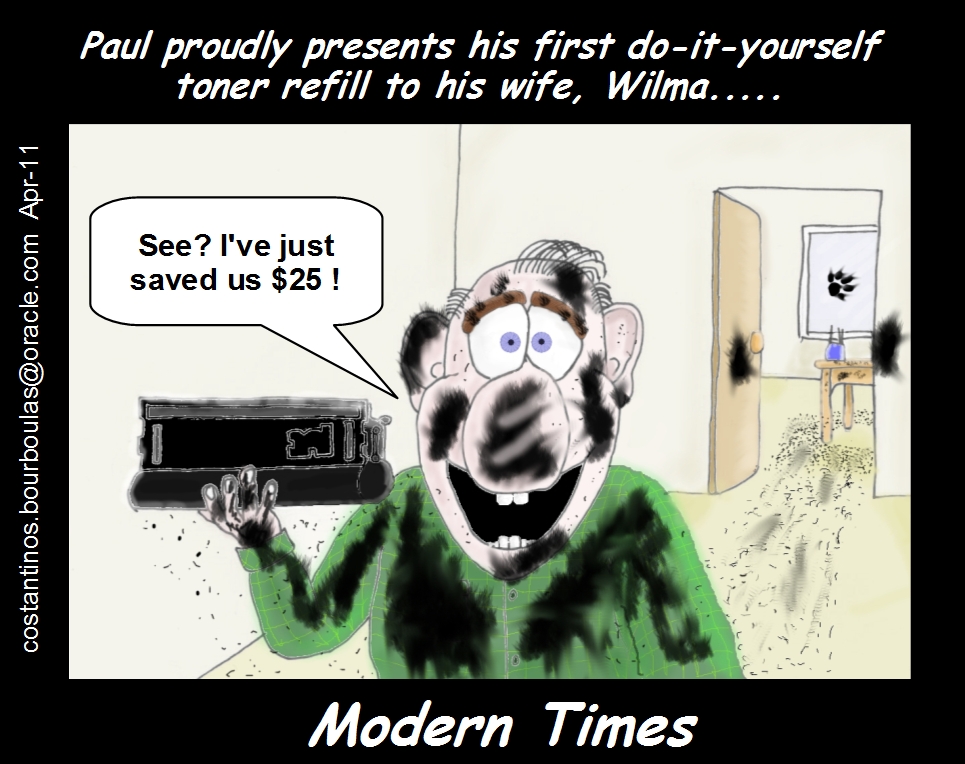 Paul proudly presents his first do-it-yourself
toner refill to his wife, Wilma.....
costantinos.bourboulas@oracle.com Apr-11
See? I've just
saved us $25 !
Modern Times